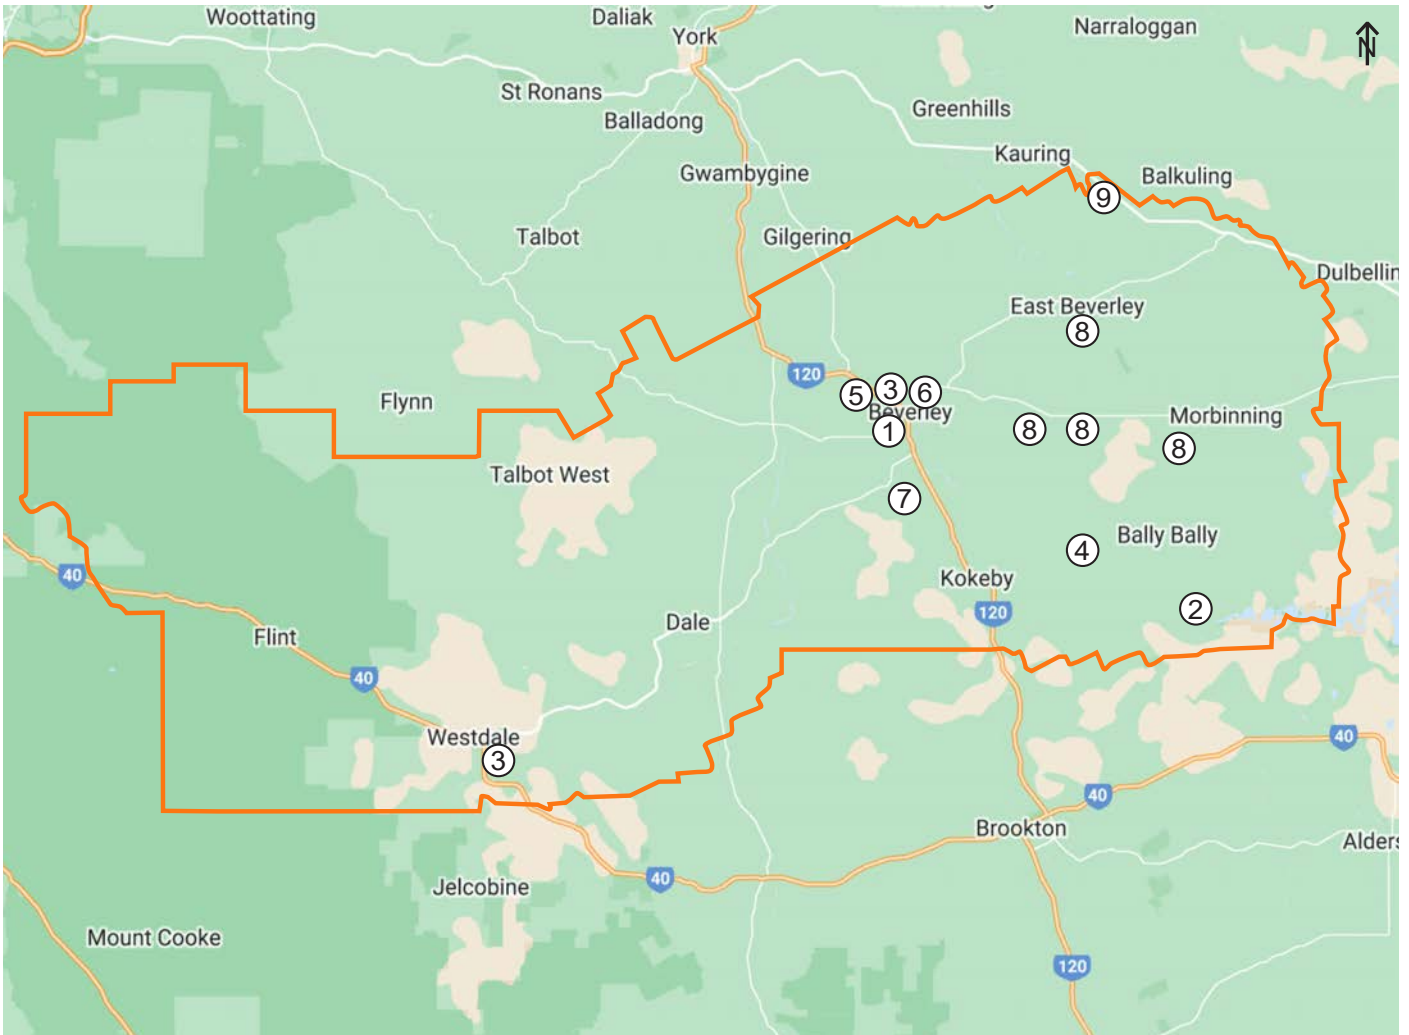 Woottating
Daliak
York
Narraloggan
N
St Ronans
Balladong
Greenhills
Kauring
Gwambygine
Balkuling
9
Talbot
Gilgering
Dulbellin
East Beverley
8
120
5
3
6
Flynn
Beverley
Morbinning
1
8
8
8
Talbot West
7
Bally Bally
4
40
Kokeby
2
120
Dale
Flint
40
Westdale
40
3
40
Brookton
Alders
40
Jelcobine
Mount Cooke
120